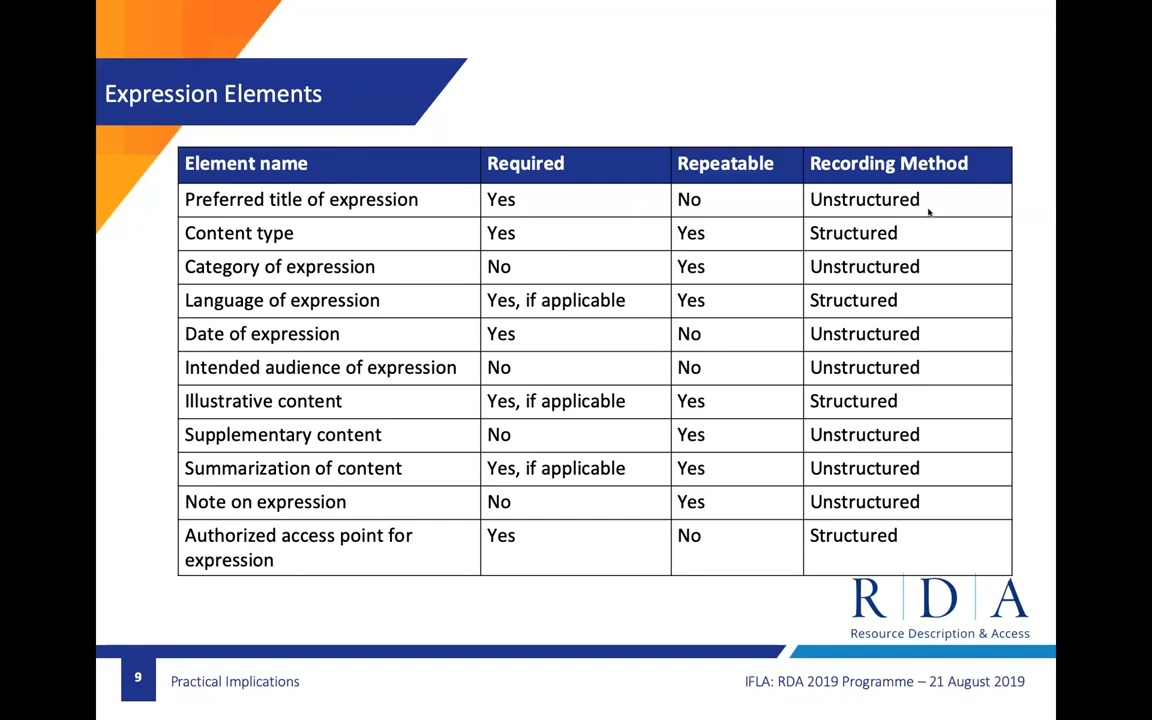 Expression Elements
Element name Required Repeatable Recording Method
Preferred title of expression Yes No Unstructured
Content type Yes Yes Structured
Category of expression No Yes Unstructured
Language of expression Yes, if applicable Yes Structured
Date of expression Yes No Unstructured
Intended audience of expression No No Unstructured
Illustrative content Yes, if applicable Yes Structured
Supplementary content No Yes Unstructured
Summarization of content Yes, if applicable Yes Unstructured
Note on expression No Yes Unstructured
Authorized access point for Yes No Structured
expression
R D A
Resource Description & Access
9 Practical Implications IFLA: RDA 2019 Programme – 21 August 2019